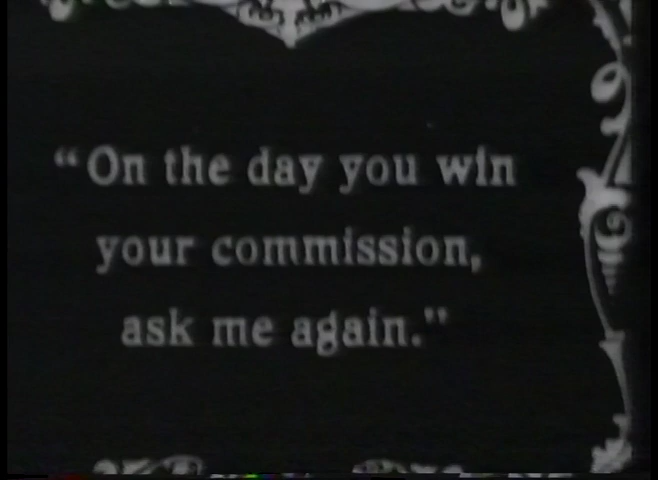 “On the day you win
your commission,
ask me again."